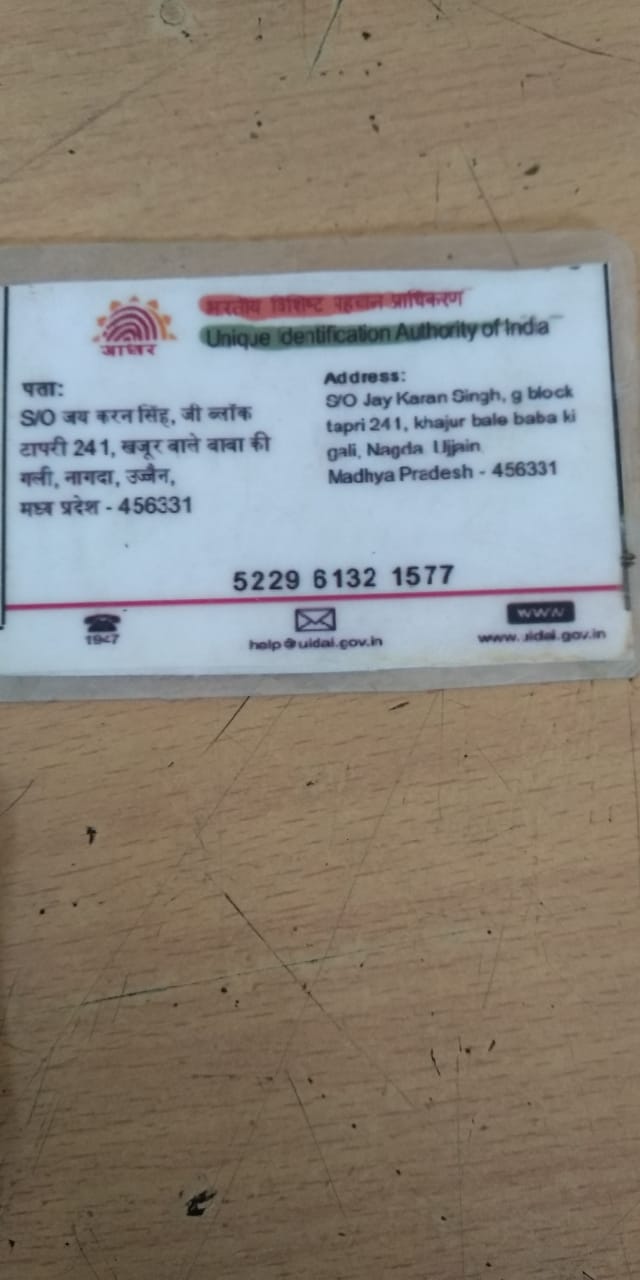 भारतीय विशिष्ट पहचान प्राधिकरण
Unique Identification Authority of India
आधार
पता:
S/O जय करन सिंह, जी ब्लॉक
टापरी 241, खजूर वाले बाबा की
गली, नागदा, उज्जैन,
मध्य प्रदेश - 456331
Address:
S/O Jay Karan Singh, g block
tapri 241, khajur bale baba ki
gali, Nagda Ujjain
Madhya Pradesh - 456331
5229 6132 1577
1947
help@uidai.gov.in
www
www.uidai.gov.in